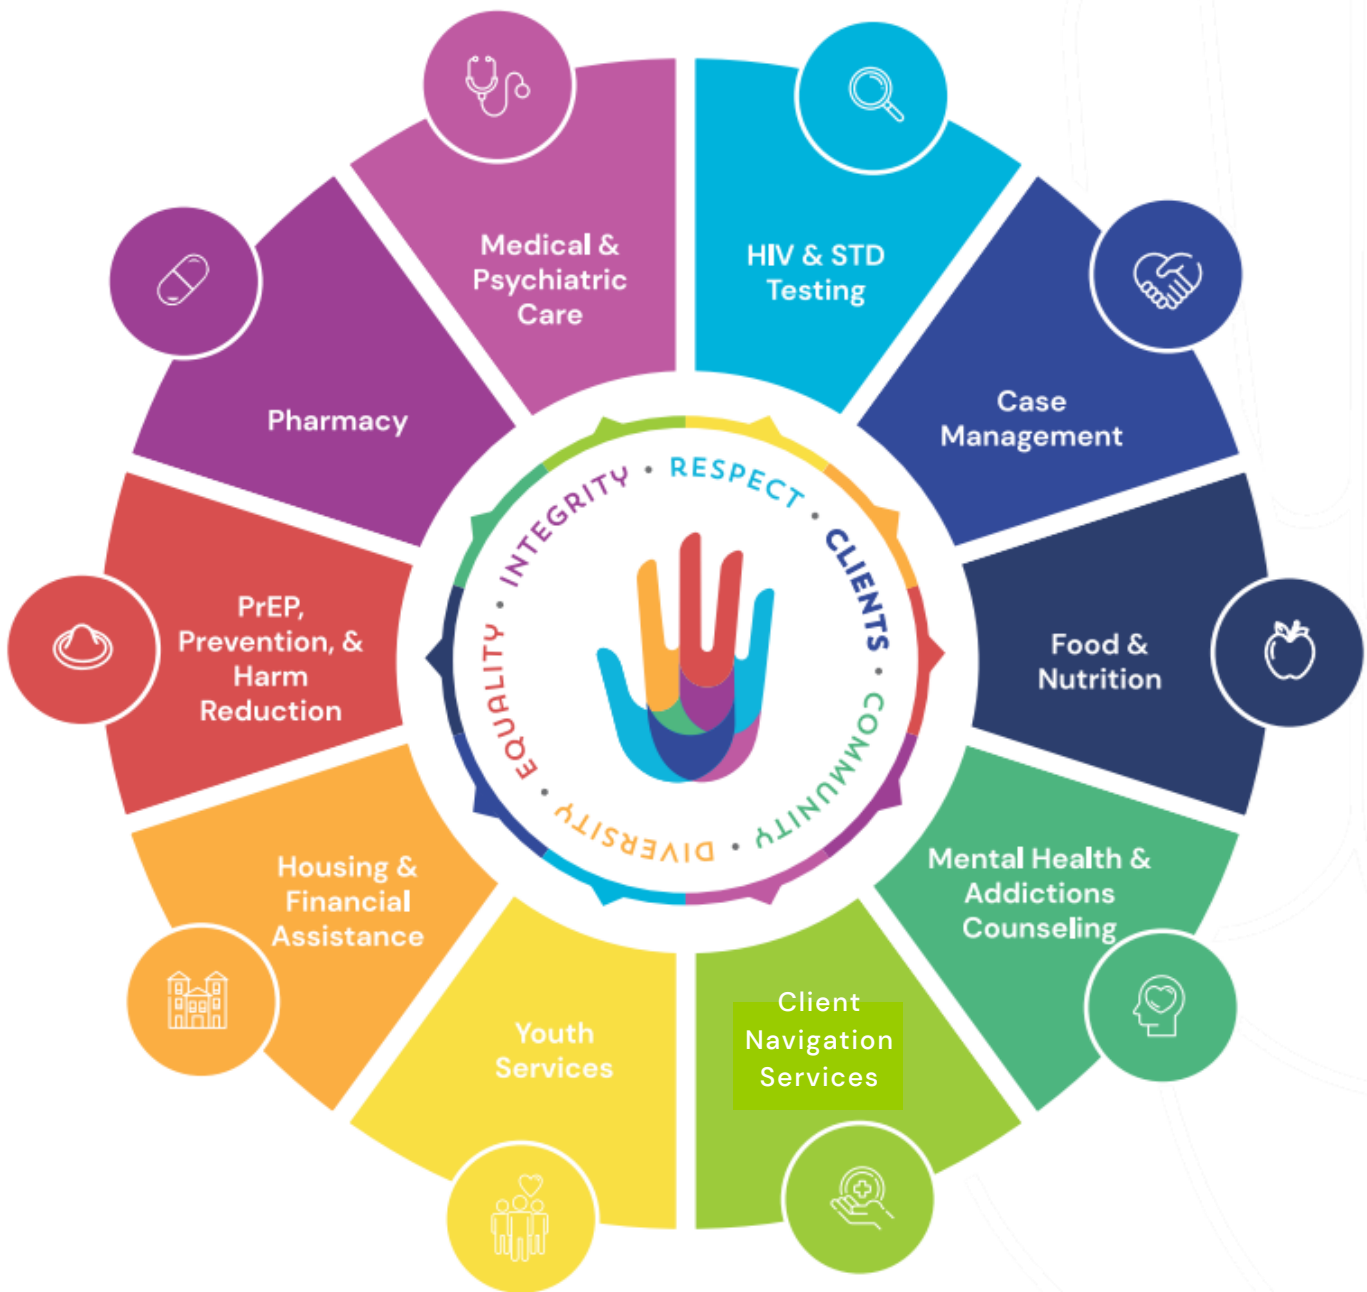 Medical &
Psychiatric
Care
HIV & STD
Testing
Case
Management
Food &
Nutrition
Mental Health &
Addictions
Counseling
Client
Navigation
Services
Youth
Services
Housing &
Financial
Assistance
PrEP,
Prevention, &
Harm
Reduction
Pharmacy
INTEGRITY • RESPECT • CLIENTS • COMMUNITY • DIVERSITY • EQUALITY •